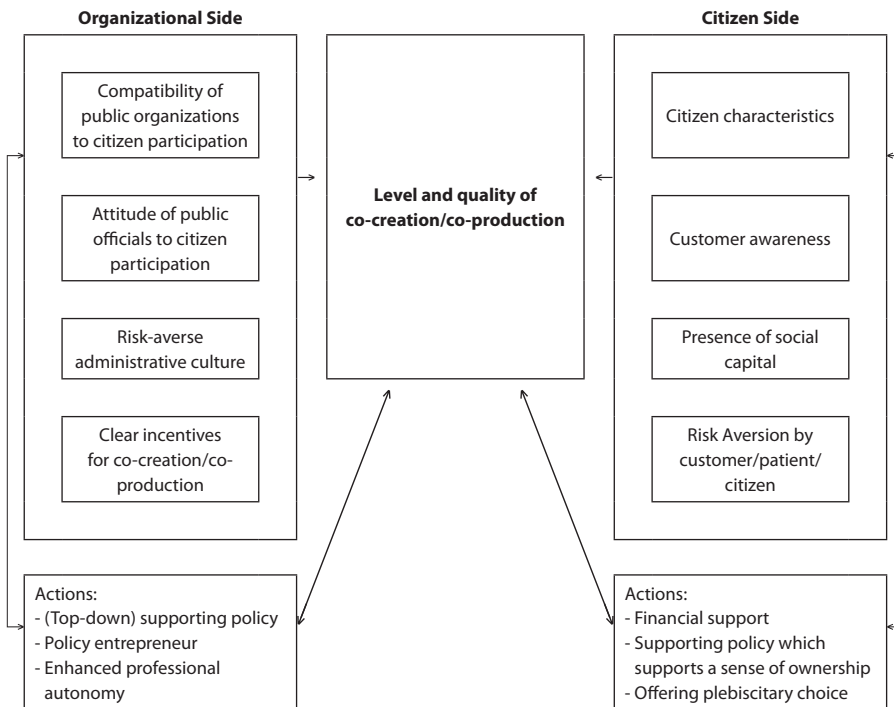 Organizational Side
Compatibility of
public organizations
to citizen participation
Attitude of public
officials to citizen
participation
Risk-averse
administrative culture
Clear incentives
for co-creation/co-
production
Actions:
- (Top-down) supporting policy
- Policy entrepreneur
- Enhanced professional
autonomy
Level and quality of
co-creation/co-production
Citizen Side
Citizen characteristics
Customer awareness
Presence of social
capital
Risk Aversion by
customer/patient/
citizen
Actions:
- Financial support
- Supporting policy which
supports a sense of ownership
- Offering plebiscitary choice